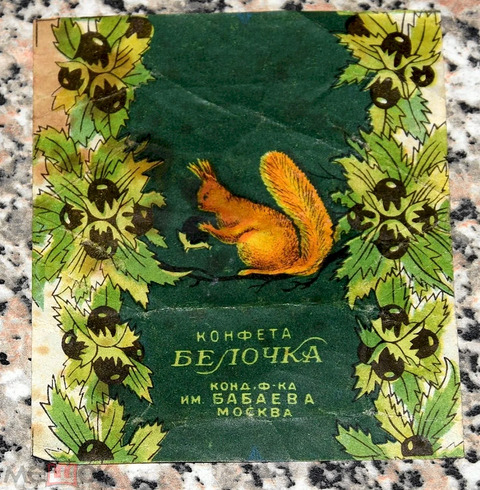 КОНФЕТА
БЕЛОЧКА
КОНД. Ф-КА
ИМ. БАБАЕВА
МОСКВА